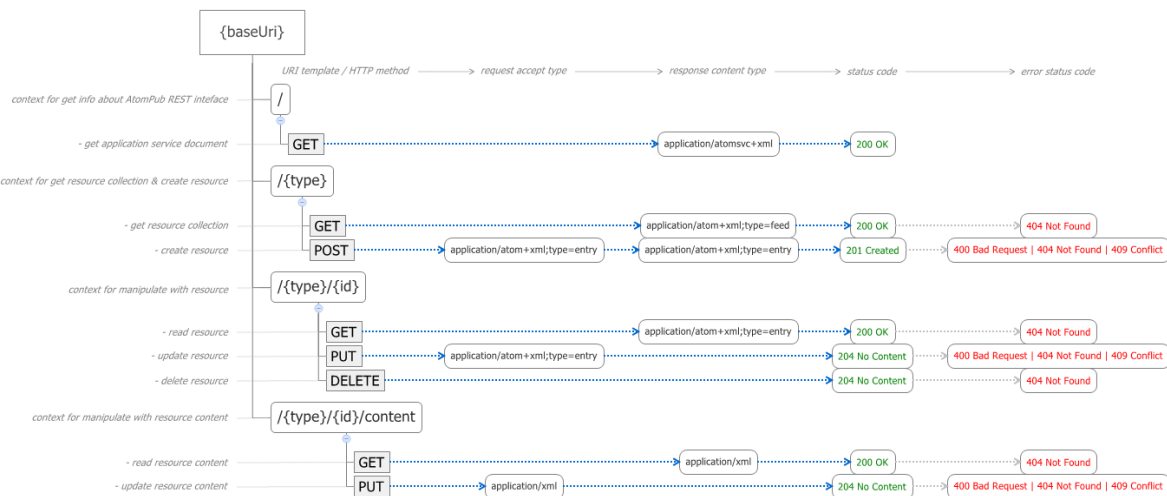 {baseUri}
URI template / HTTP method request accept type response content type status code error status code
context for get info about AtomPub REST inteface /
- get application service document GET application/atomsvc+xml 200 OK
context for get resource collection & create resource /{type}
- get resource collection GET application/atom+xml;type=feed 200 OK 404 Not Found
- create resource POST application/atom+xml;type=entry application/atom+xml;type=entry 201 Created 400 Bad Request | 404 Not Found | 409 Conflict
context for manipulate with resource /{type}/{id}
- read resource GET application/atom+xml;type=entry 200 OK 404 Not Found
- update resource PUT application/atom+xml;type=entry 204 No Content 400 Bad Request | 404 Not Found | 409 Conflict
- delete resource DELETE 204 No Content 404 Not Found
context for manipulate with resource content /{type}/{id}/content
- read resource content GET application/xml 200 OK 404 Not Found
- update resource content PUT application/xml 204 No Content 400 Bad Request | 404 Not Found | 409 Conflict